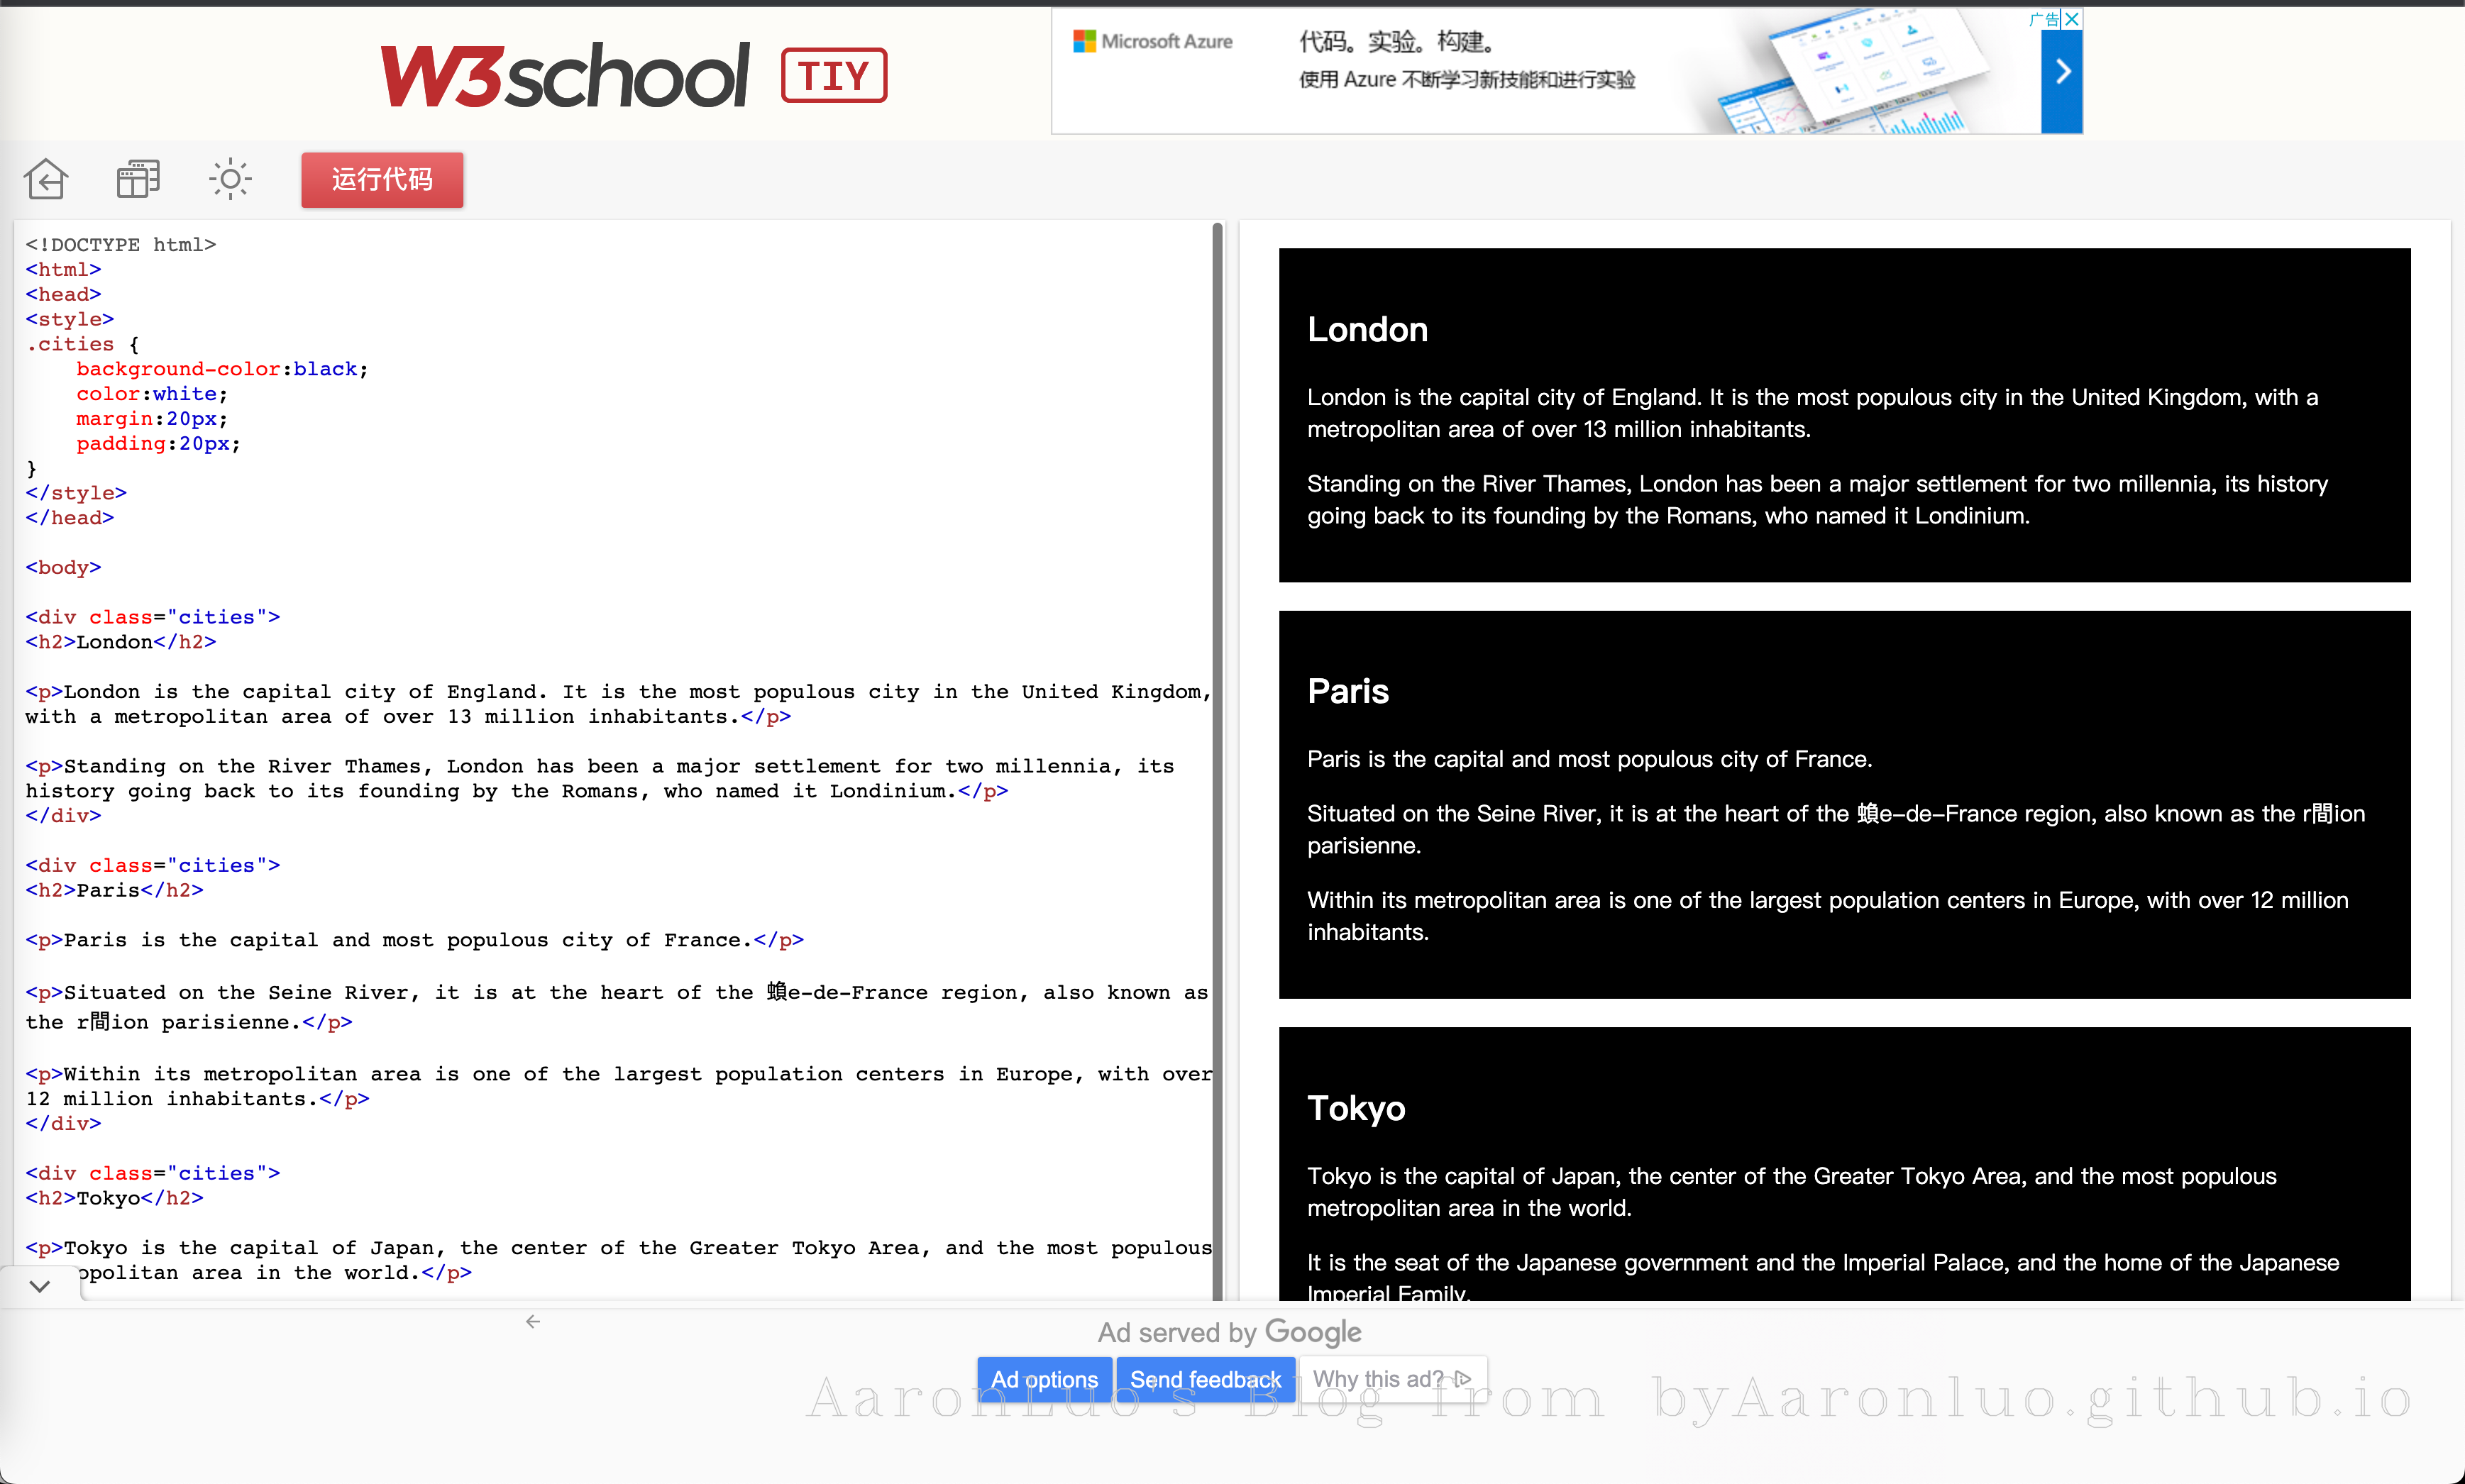 W3school TIY
Microsoft Azure
代码。实验。构建。
使用 Azure 不断学习新技能和进行实验
广告
运行代码
<!DOCTYPE html>
<html>
<head>
<style>
.cities {
    background-color:black;
    color:white;
    margin:20px;
    padding:20px;
}
</style>
</head>
<body>
<div class="cities">
<h2>London</h2>
<p>London is the capital city of England. It is the most populous city in the United Kingdom,
with a metropolitan area of over 13 million inhabitants.</p>
<p>Standing on the River Thames, London has been a major settlement for two millennia, its
history going back to its founding by the Romans, who named it Londinium.</p>
</div>
<div class="cities">
<h2>Paris</h2>
<p>Paris is the capital and most populous city of France.</p>
<p>Situated on the Seine River, it is at the heart of the 蝜e-de-France region, also known as
the r間ion parisienne.</p>
<p>Within its metropolitan area is one of the largest population centers in Europe, with over
12 million inhabitants.</p>
</div>
<div class="cities">
<h2>Tokyo</h2>
<p>Tokyo is the capital of Japan, the center of the Greater Tokyo Area, and the most populous
opolitan area in the world.</p>
London
London is the capital city of England. It is the most populous city in the United Kingdom, with a
metropolitan area of over 13 million inhabitants.
Standing on the River Thames, London has been a major settlement for two millennia, its history
going back to its founding by the Romans, who named it Londinium.
Paris
Paris is the capital and most populous city of France.
Situated on the Seine River, it is at the heart of the 蝜e-de-France region, also known as the r間ion
parisienne.
Within its metropolitan area is one of the largest population centers in Europe, with over 12 million
inhabitants.
Tokyo
Tokyo is the capital of Japan, the center of the Greater Tokyo Area, and the most populous
metropolitan area in the world.
It is the seat of the Japanese government and the Imperial Palace, and the home of the Japanese
Imperial Family.
Ad served by Google
Ad options Send feedback Why this ad?
AaronLuo's Blog from byAaronluo.github.io